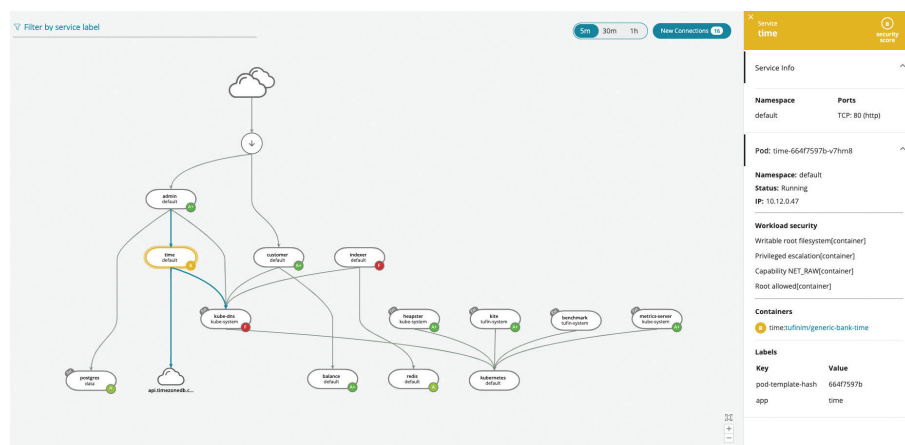 Filter by service label
5m 30m 1h
New Connections 16
admin
default
A+
time
default
B
customer
default
A+
indexer
default
F
kube-dns
kube-system
F
heapster
kube-system
A+
kite
tufin-system
A+
benchmark
tufin-system
metrics-server
kube-system
A+
postgres
data
api.timezonedb.c...
balance
default
A+
redis
default
kubernetes
default
+
−
×
Service
time
B
security
score
Service Info
Namespace Ports
default TCP: 80 (http)
Pod: time-664f7597b-v7hm8
Namespace: default
Status: Running
IP: 10.12.0.47
Workload security
Writable root filesystem[container]
Privileged escalation[container]
Capability NET_RAW[container]
Root allowed[container]
Containers
B time:tufinim/generic-bank-time
Labels
Key Value
pod-template-hash 664f7597b
app time